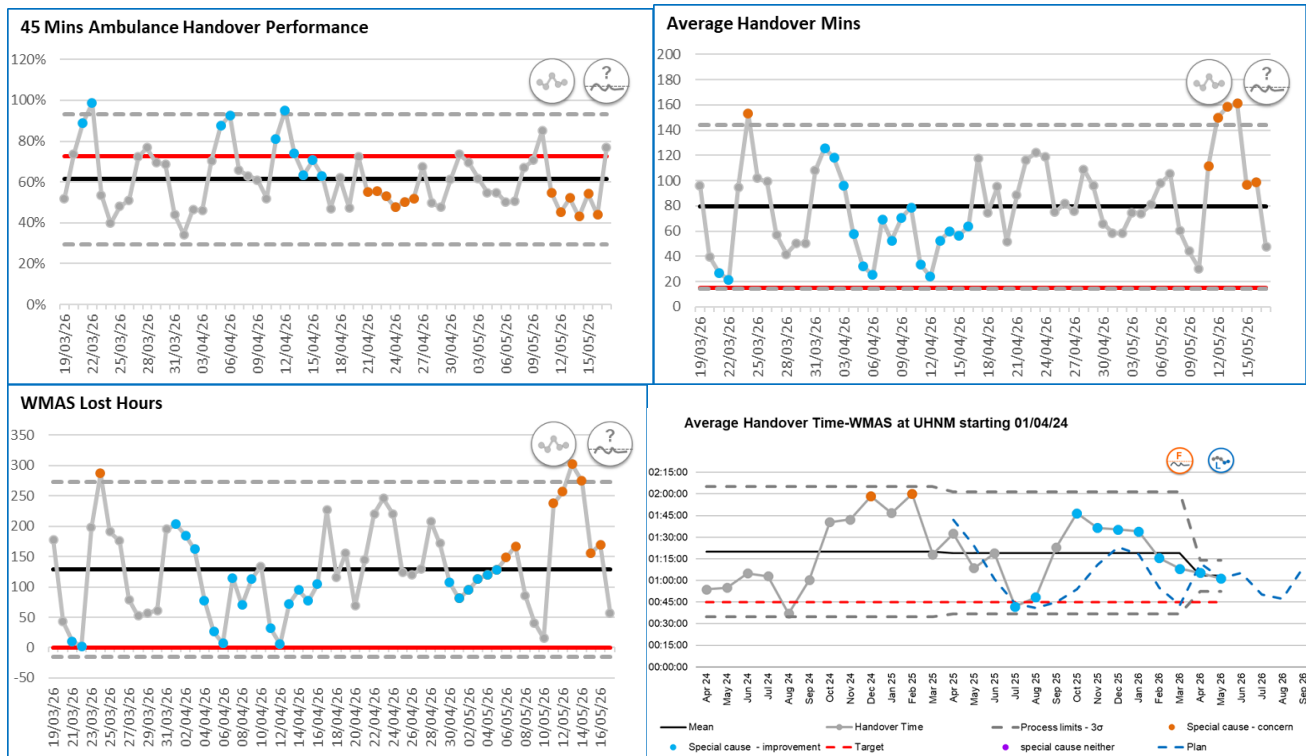 45 Mins Ambulance Handover Performance
120%
100%
80%
60%
40%
20%
0%
?
19/03/26
22/03/26
25/03/26
28/03/26
31/03/26
03/04/26
06/04/26
09/04/26
12/04/26
15/04/26
18/04/26
21/04/26
24/04/26
27/04/26
30/04/26
03/05/26
06/05/26
09/05/26
12/05/26
15/05/26
Average Handover Mins
200
180
160
140
120
100
80
60
40
20
0
?
19/03/26
22/03/26
25/03/26
28/03/26
31/03/26
03/04/26
06/04/26
09/04/26
12/04/26
15/04/26
18/04/26
21/04/26
24/04/26
27/04/26
30/04/26
03/05/26
06/05/26
09/05/26
12/05/26
15/05/26
WMAS Lost Hours
350
300
250
200
150
100
50
0
-50
?
19/03/26
21/03/26
23/03/26
25/03/26
27/03/26
29/03/26
31/03/26
02/04/26
04/04/26
06/04/26
08/04/26
10/04/26
12/04/26
14/04/26
16/04/26
18/04/26
20/04/26
22/04/26
24/04/26
26/04/26
28/04/26
30/04/26
02/05/26
04/05/26
06/05/26
08/05/26
10/05/26
12/05/26
14/05/26
16/05/26
Average Handover Time-WMAS at UHNM starting 01/04/24
F
L
02:15:00
02:00:00
01:45:00
01:30:00
01:15:00
01:00:00
00:45:00
00:30:00
00:15:00
00:00:00
Apr 24
May 24
Jun 24
Jul 24
Aug 24
Sep 24
Oct 24
Nov 24
Dec 24
Jan 25
Feb 25
Mar 25
Apr 25
May 25
Jun 25
Jul 25
Aug 25
Sep 25
Oct 25
Nov 25
Dec 25
Jan 26
Feb 26
Mar 26
Apr 26
May 26
Jun 26
Jul 26
Aug 26
Sep 26
Mean
Handover Time
Process limits - 3σ
Special cause - concern
Special cause - improvement
Target
special cause neither
Plan